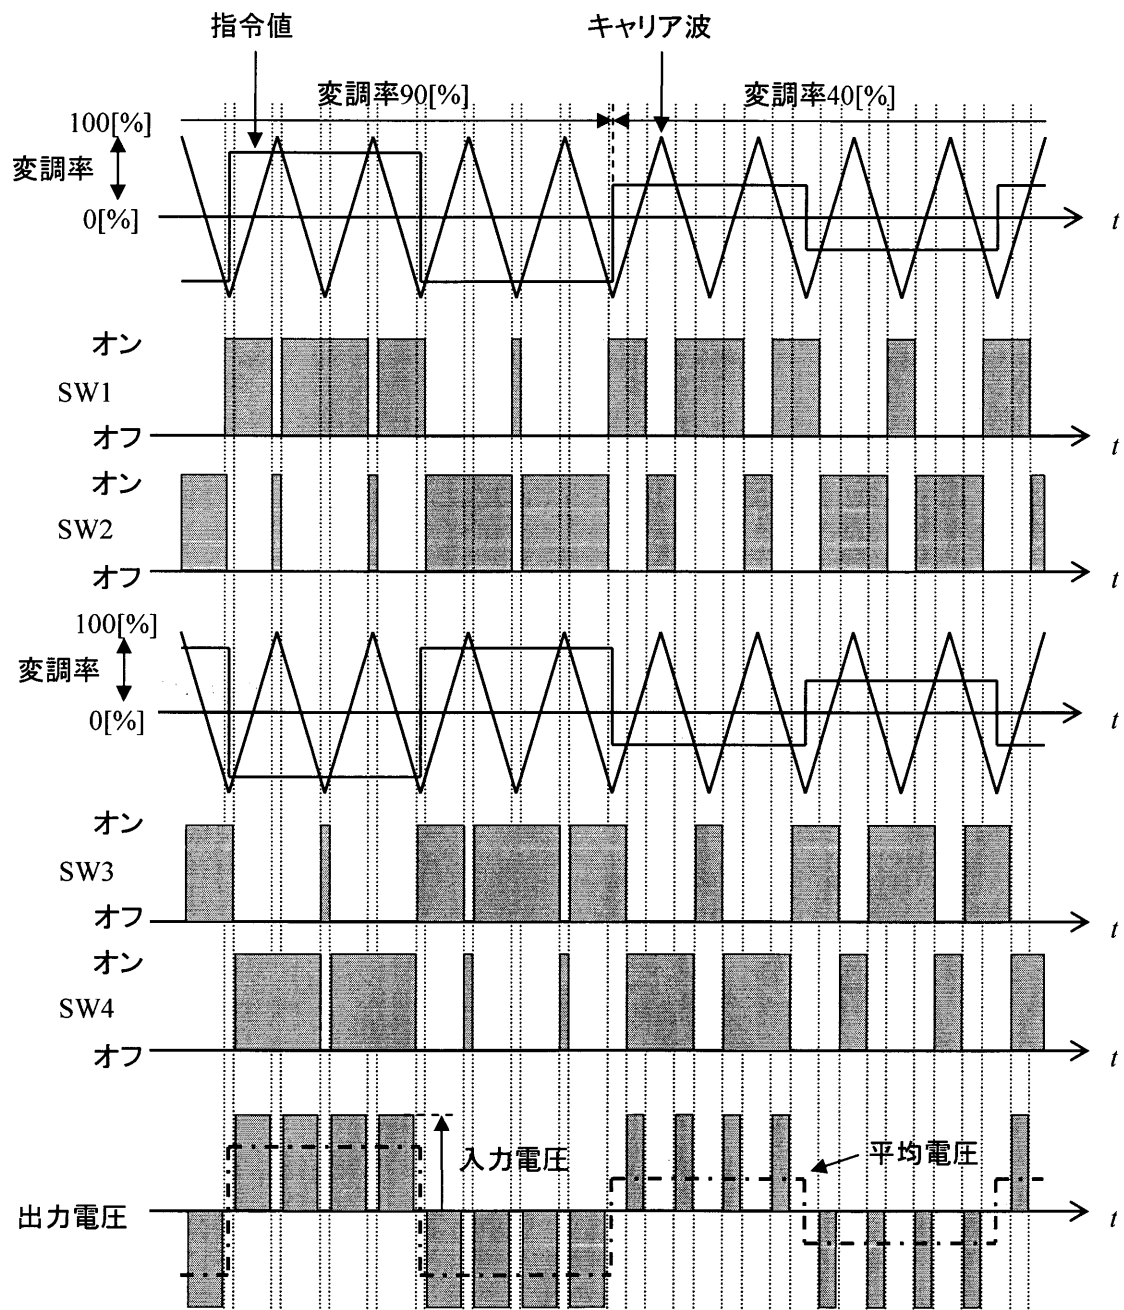 指令値
キャリア波
変調率90[%]
変調率40[%]
100[%]
変調率
0[%]
t
オン
SW1
オフ
t
オン
SW2
オフ
t
100[%]
変調率
0[%]
t
オン
SW3
オフ
t
オン
SW4
オフ
t
入力電圧
平均電圧
出力電圧
t